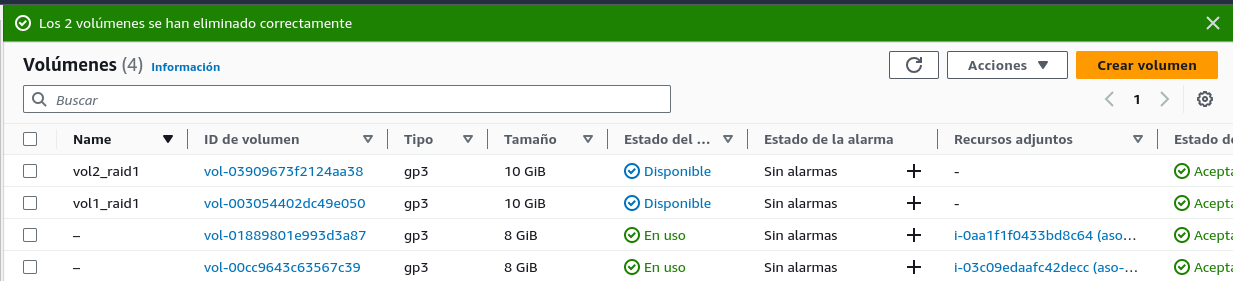 Los 2 volúmenes se han eliminado correctamente
Volúmenes (4) Información Acciones Crear volumen
Buscar 1
Name ID de volumen Tipo Tamaño Estado del ... Estado de la alarma Recursos adjuntos Estado de
vol2_raid1 vol-03909673f2124aa38 gp3 10 GiB Disponible Sin alarmas - Acepta
vol1_raid1 vol-003054402dc49e050 gp3 10 GiB Disponible Sin alarmas - Acepta
– vol-01889801e993d3a87 gp3 8 GiB En uso Sin alarmas i-0aa1f1f0433bd8c64 (aso... Acepta
– vol-00cc9643c63567c39 gp3 8 GiB En uso Sin alarmas i-03c09edaafc42decc (aso-... Acepta